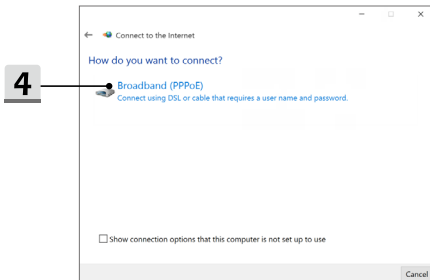 Connect to the Internet
How do you want to connect?
4
Broadband (PPPoE)
Connect using DSL or cable that requires a user name and password.
Show connection options that this computer is not set up to use
Cancel